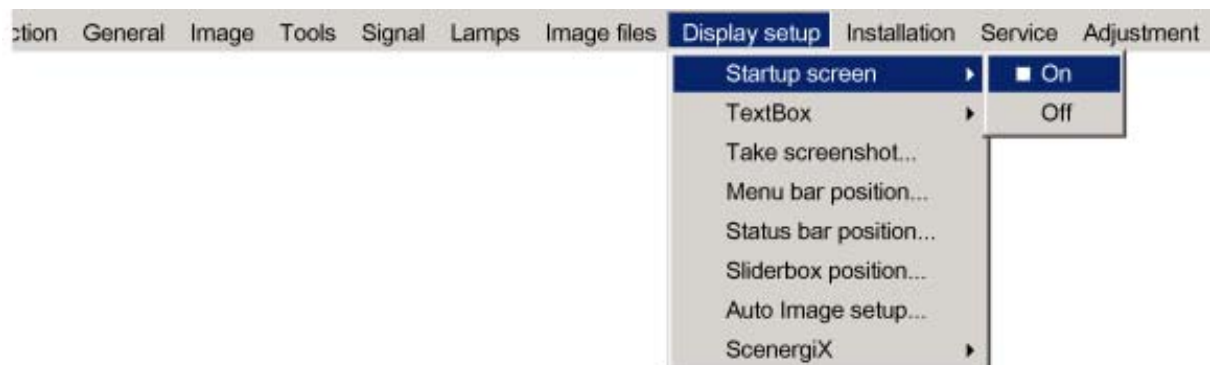 ction General Image Tools Signal Lamps Image files Display setup Installation Service Adjustment
Startup screen On
TextBox Off
Take screenshot...
Menu bar position...
Status bar position...
Sliderbox position...
Auto Image setup...
ScenergiX